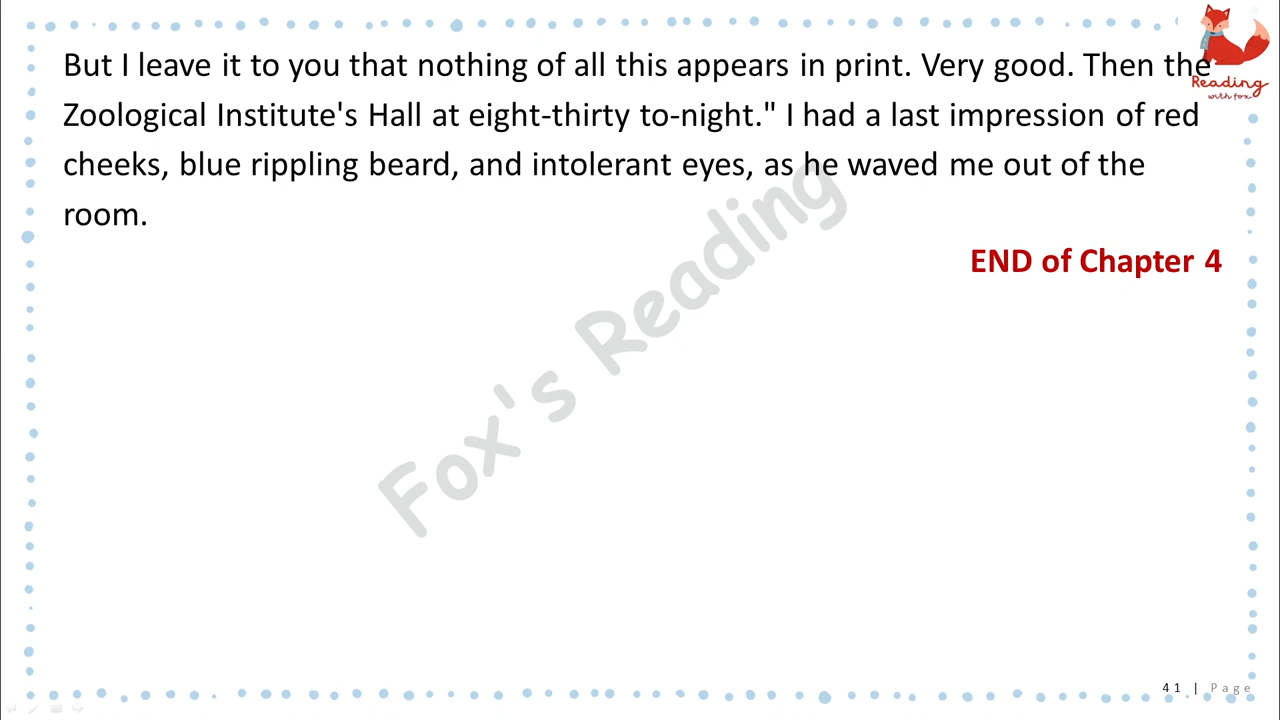 But I leave it to you that nothing of all this appears in print. Very good. Then the
Zoological Institute's Hall at eight-thirty to-night." I had a last impression of red
cheeks, blue rippling beard, and intolerant eyes, as he waved me out of the
room.
END of Chapter 4
Fox's Reading
Reading
with fox
41 | Page